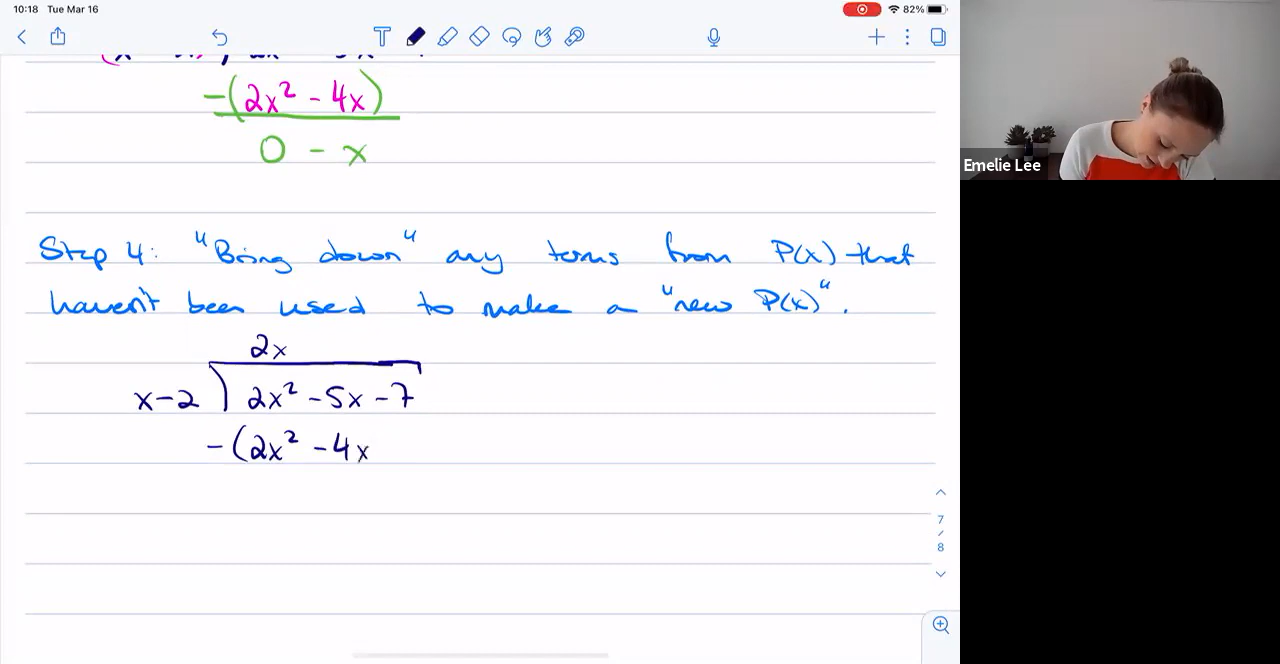 10:18 Tue Mar 16
82%
-(2x² - 4x)
0 - x
Emelie Lee
Step 4: "Bring down" any terms from P(x) that
haven't been used to make a "new P(x)".
2x
x-2 ) 2x² -5x -7
-(2x² -4x
7
/
8